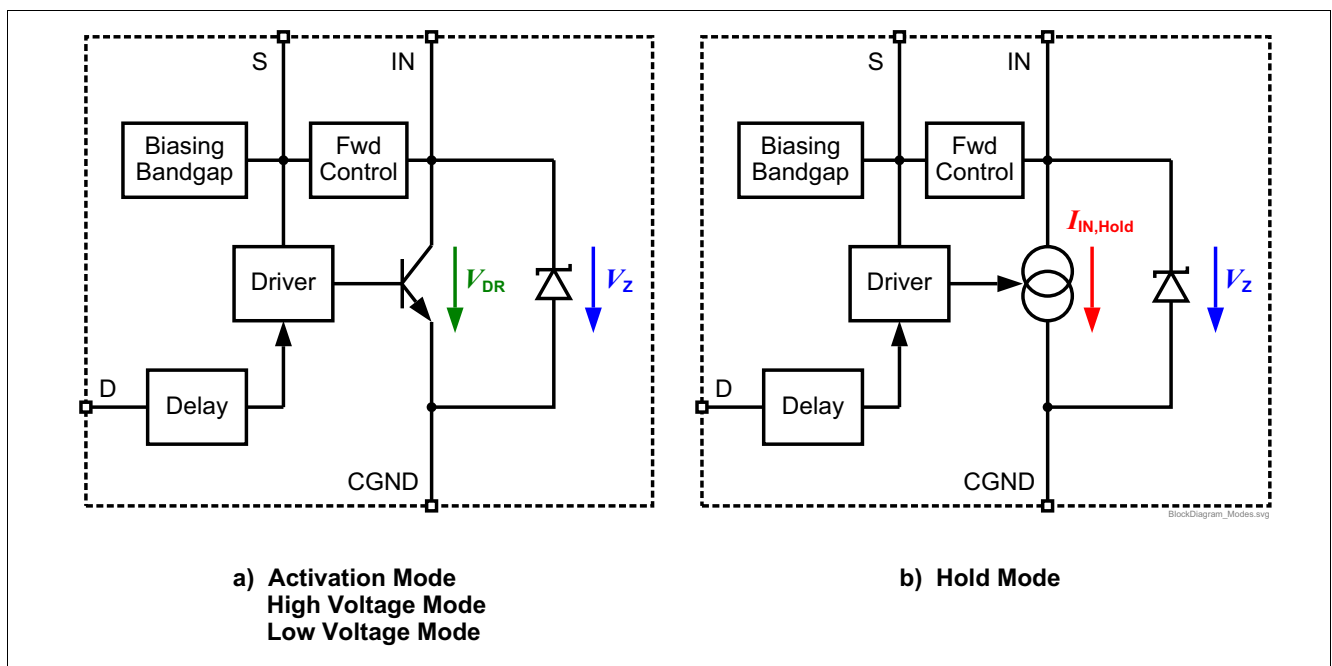 S
IN
Biasing
Bandgap
Fwd
Control
Driver
V_DR
V_Z
D
Delay
CGND
S
IN
Biasing
Bandgap
Fwd
Control
I_IN,Hold
Driver
V_Z
D
Delay
CGND
BlockDiagram_Modes.svg
a) Activation Mode
High Voltage Mode
Low Voltage Mode
b) Hold Mode